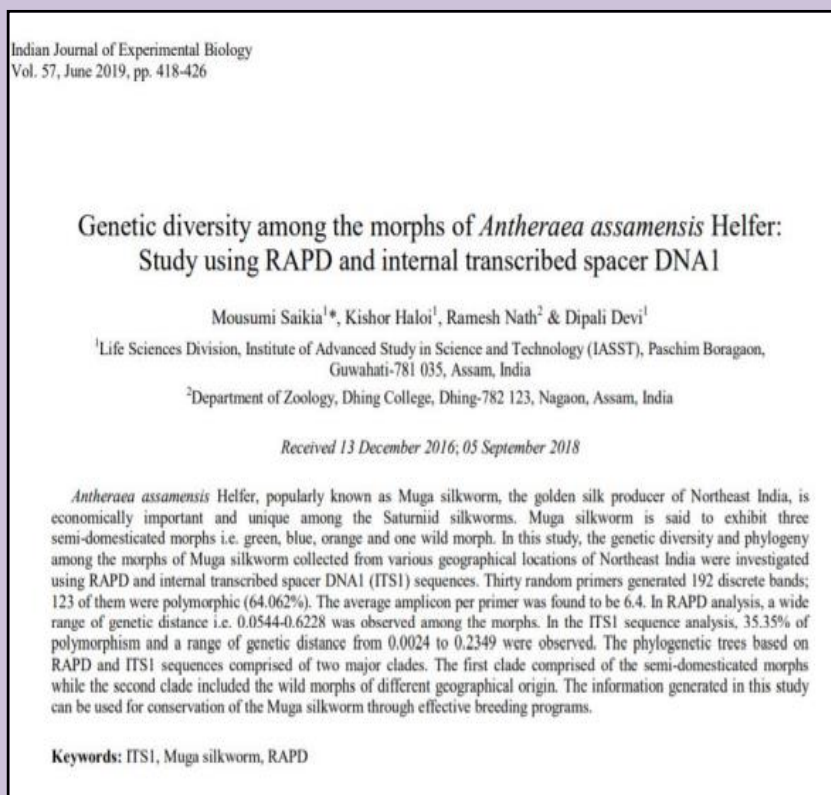 Indian Journal of Experimental Biology
Vol. 57, June 2019, pp. 418-426
Genetic diversity among the morphs of Antheraea assamensis Helfer:
Study using RAPD and internal transcribed spacer DNA1
Mousumi Saikia¹*, Kishor Haloi¹, Ramesh Nath² & Dipali Devi¹
¹Life Sciences Division, Institute of Advanced Study in Science and Technology (IASST), Paschim Boragaon,
Guwahati-781 035, Assam, India
²Department of Zoology, Dhing College, Dhing-782 123, Nagaon, Assam, India
Received 13 December 2016; 05 September 2018
Antheraea assamensis Helfer, popularly known as Muga silkworm, the golden silk producer of Northeast India, is
economically important and unique among the Saturniid silkworms. Muga silkworm is said to exhibit three
semi-domesticated morphs i.e. green, blue, orange and one wild morph. In this study, the genetic diversity and phylogeny
among the morphs of Muga silkworm collected from various geographical locations of Northeast India were investigated
using RAPD and internal transcribed spacer DNA1 (ITS1) sequences. Thirty random primers generated 192 discrete bands;
123 of them were polymorphic (64.062%). The average amplicon per primer was found to be 6.4. In RAPD analysis, a wide
range of genetic distance i.e. 0.0544-0.6228 was observed among the morphs. In the ITS1 sequence analysis, 35.35% of
polymorphism and a range of genetic distance from 0.0024 to 0.2349 were observed. The phylogenetic trees based on
RAPD and ITS1 sequences comprised of two major clades. The first clade comprised of the semi-domesticated morphs
while the second clade included the wild morphs of different geographical origin. The information generated in this study
can be used for conservation of the Muga silkworm through effective breeding programs.
Keywords: ITS1, Muga silkworm, RAPD